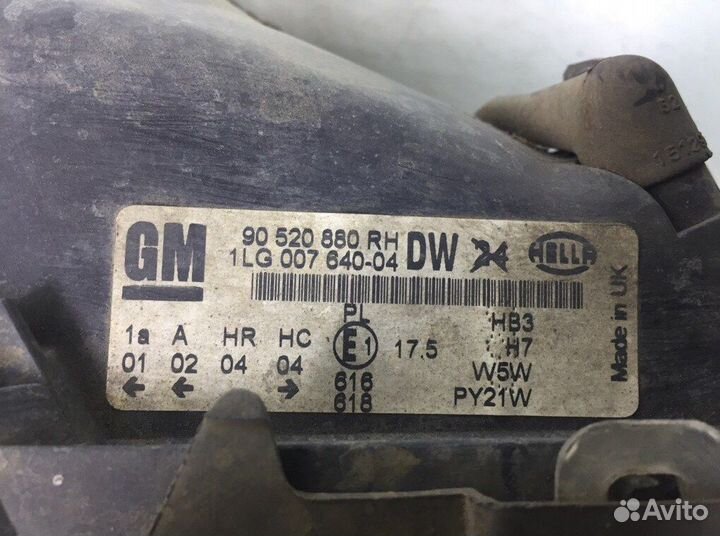 GM
90 520 880 RH
1LG 007 640-04 DW 24
HELLA
Made in UK
PL
1a A HR HC E1 17.5
01 02 04 04
← ← →
616
618
HB3
H7
W5W
PY21W
Avito